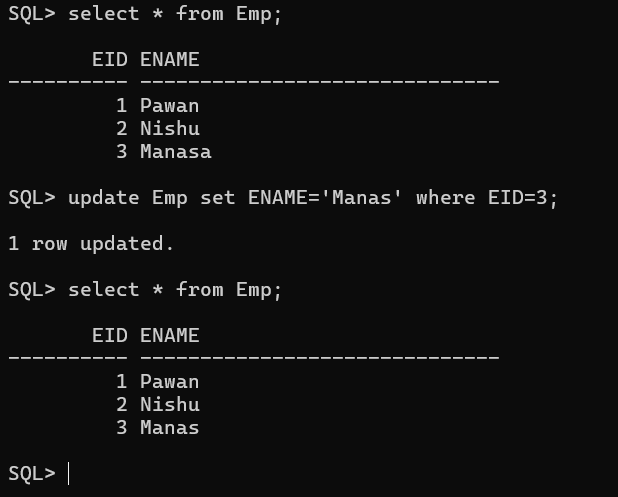 SQL> select * from Emp;
       EID ENAME
---------- ------------------------------
         1 Pawan
         2 Nishu
         3 Manasa
SQL> update Emp set ENAME='Manas' where EID=3;
1 row updated.
SQL> select * from Emp;
       EID ENAME
---------- ------------------------------
         1 Pawan
         2 Nishu
         3 Manas
SQL>